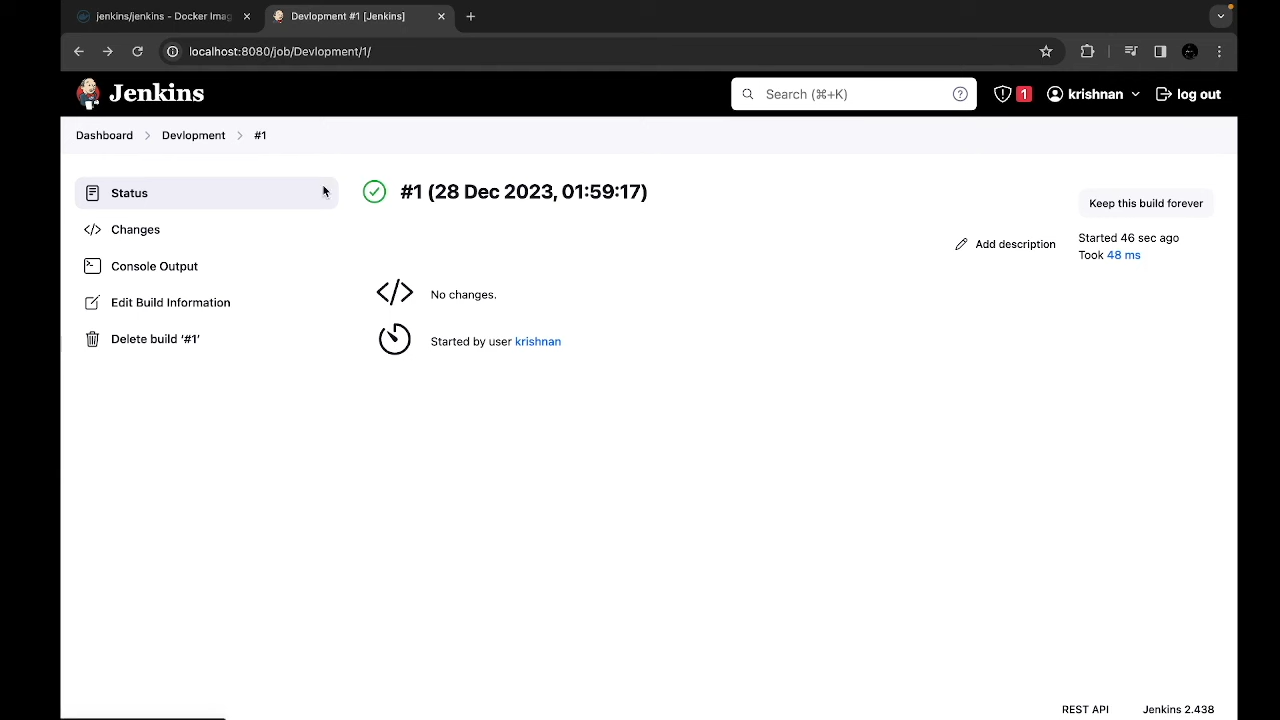 jenkins/jenkins - Docker Imag
Devlopment #1 [Jenkins]
localhost:8080/job/Devlopment/1/
Jenkins
Search (⌘+K)
1
krishnan
log out
Dashboard
Devlopment
#1
Status
Changes
Console Output
Edit Build Information
Delete build ‘#1’
#1 (28 Dec 2023, 01:59:17)
Keep this build forever
Add description
Started 46 sec ago
Took 48 ms
No changes.
Started by user krishnan
REST API
Jenkins 2.438